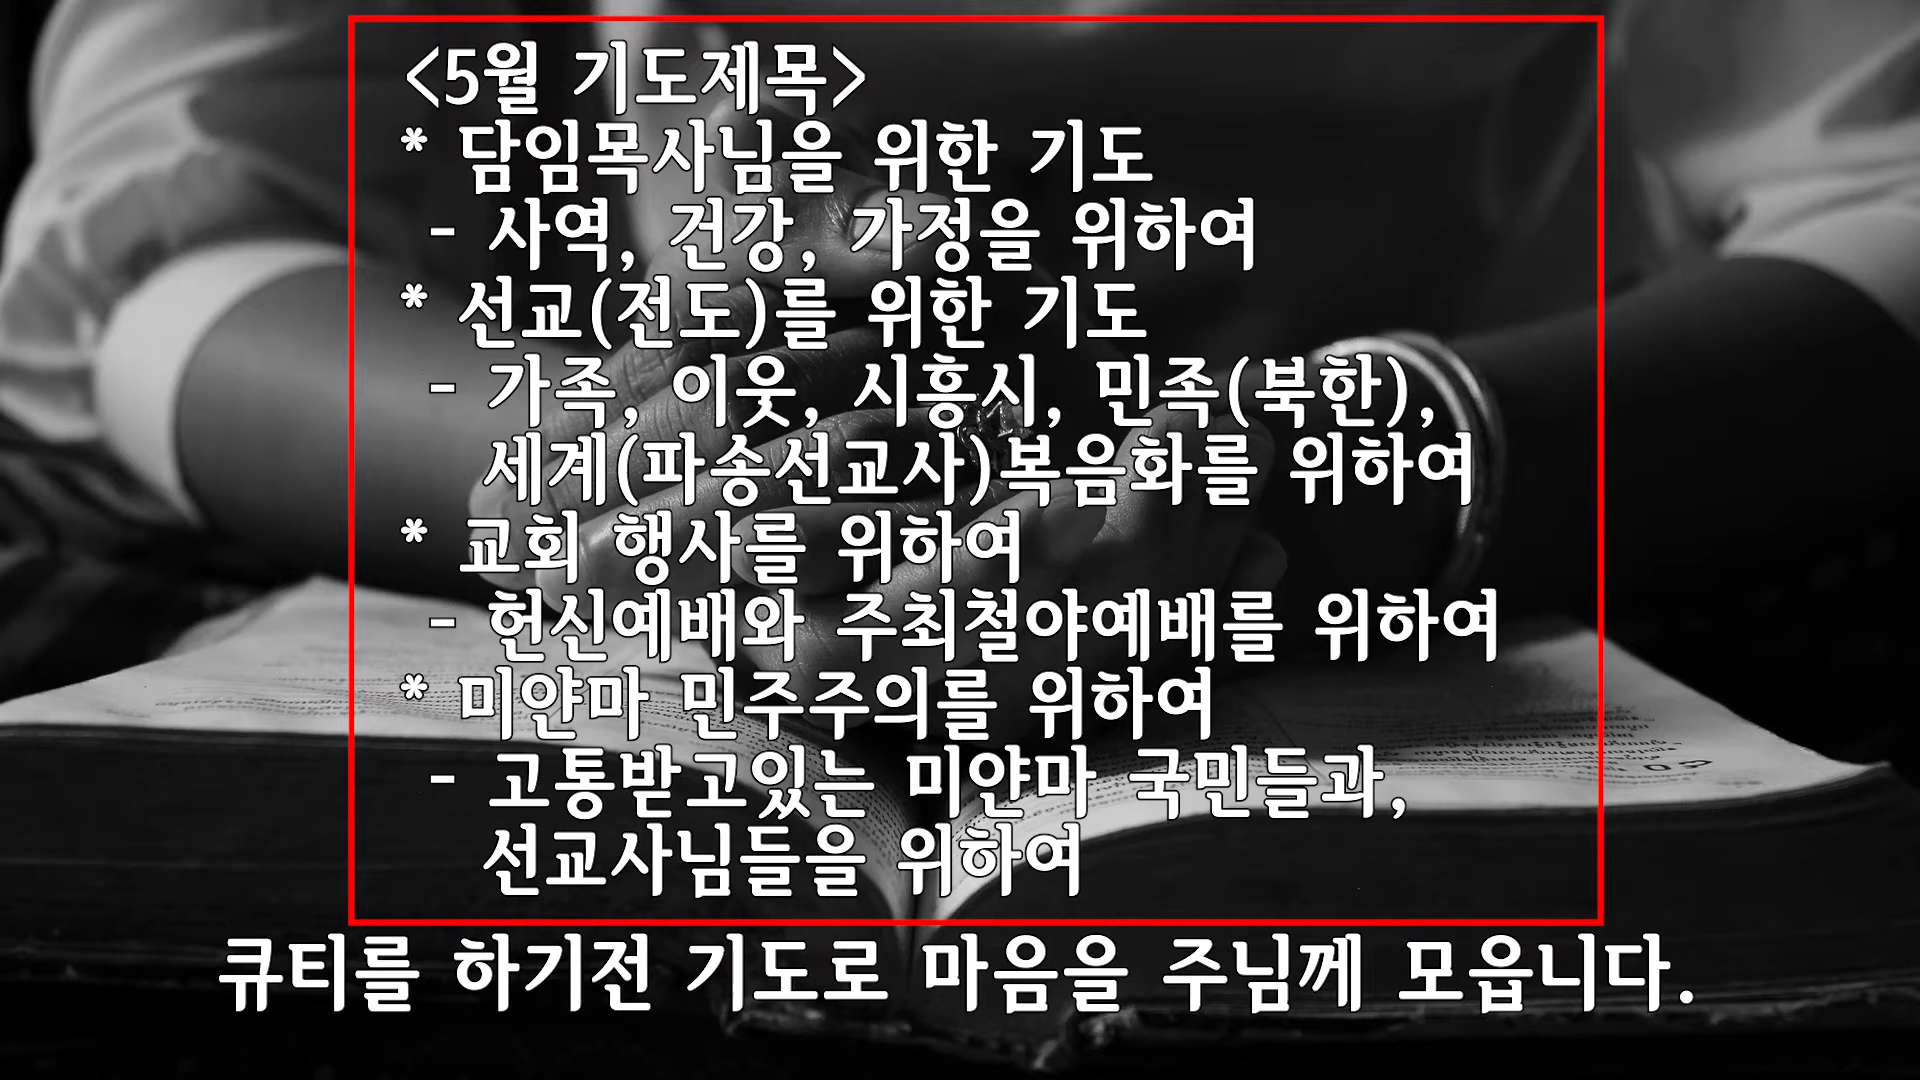 <5월 기도제목>
* 담임목사님을 위한 기도
- 사역, 건강, 가정을 위하여
* 선교(전도)를 위한 기도
- 가족, 이웃, 시흥시, 민족(북한),
세계(파송선교사)복음화를 위하여
* 교회 행사를 위하여
- 헌신예배와 주최철야예배를 위하여
* 미얀마 민주주의를 위하여
- 고통받고있는 미얀마 국민들과,
선교사님들을 위하여
큐티를 하기전 기도로 마음을 주님께 모읍니다.